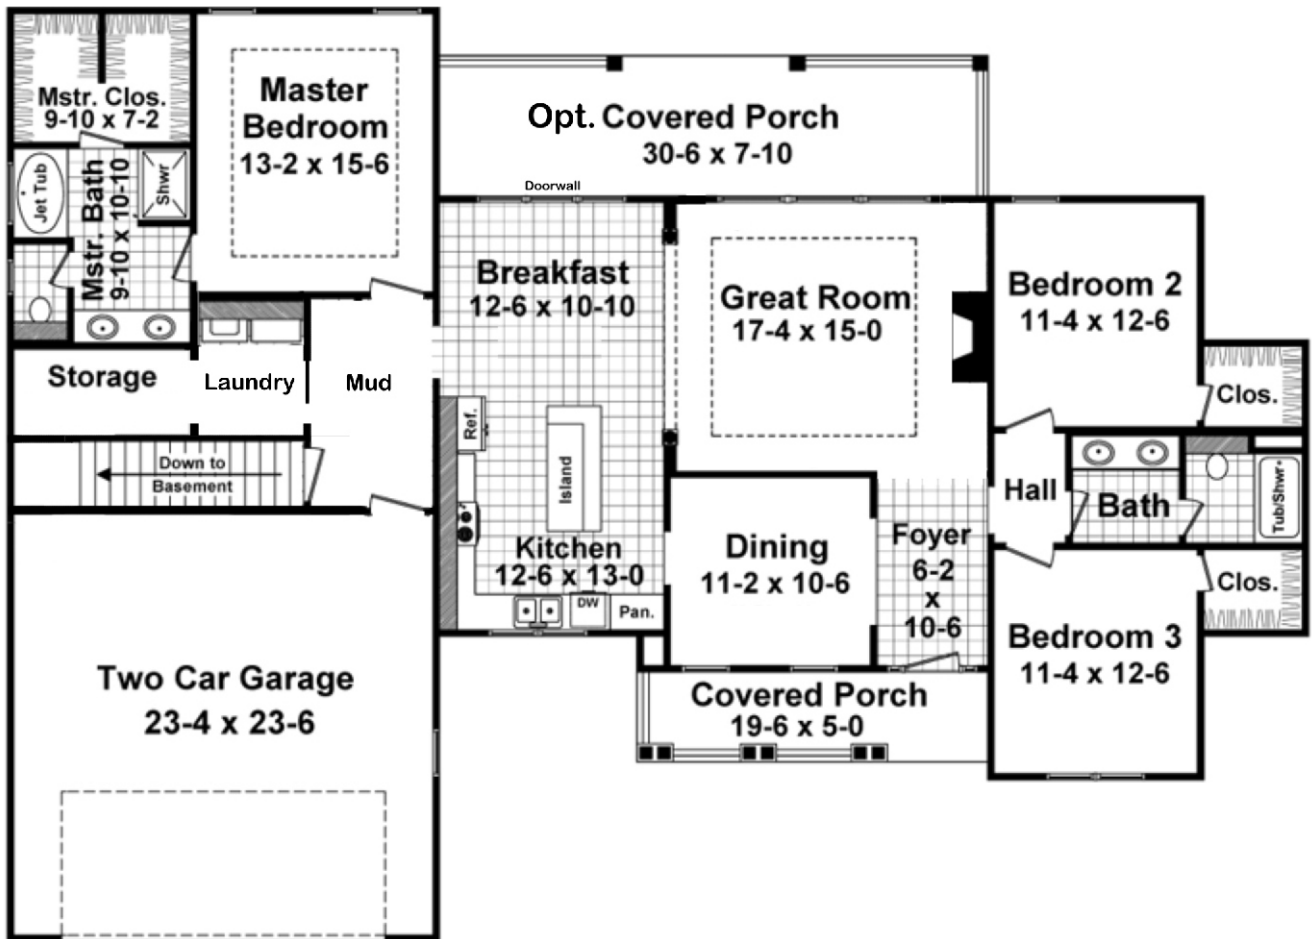 Mstr. Clos.
9-10 x 7-2
Master
Bedroom
13-2 x 15-6
Opt. Covered Porch
30-6 x 7-10
Doorwall
Jet Tub
Mstr. Bath
9-10 x 10-10
Shwr
Breakfast
12-6 x 10-10
Great Room
17-4 x 15-0
Bedroom 2
11-4 x 12-6
Clos.
Storage
Laundry
Mud
Down to
Basement
Ref.
Island
Kitchen
12-6 x 13-0
DW
Pan.
Dining
11-2 x 10-6
Foyer
6-2
x
10-6
Hall
Bath
Tub/Shwr
Clos.
Bedroom 3
11-4 x 12-6
Two Car Garage
23-4 x 23-6
Covered Porch
19-6 x 5-0